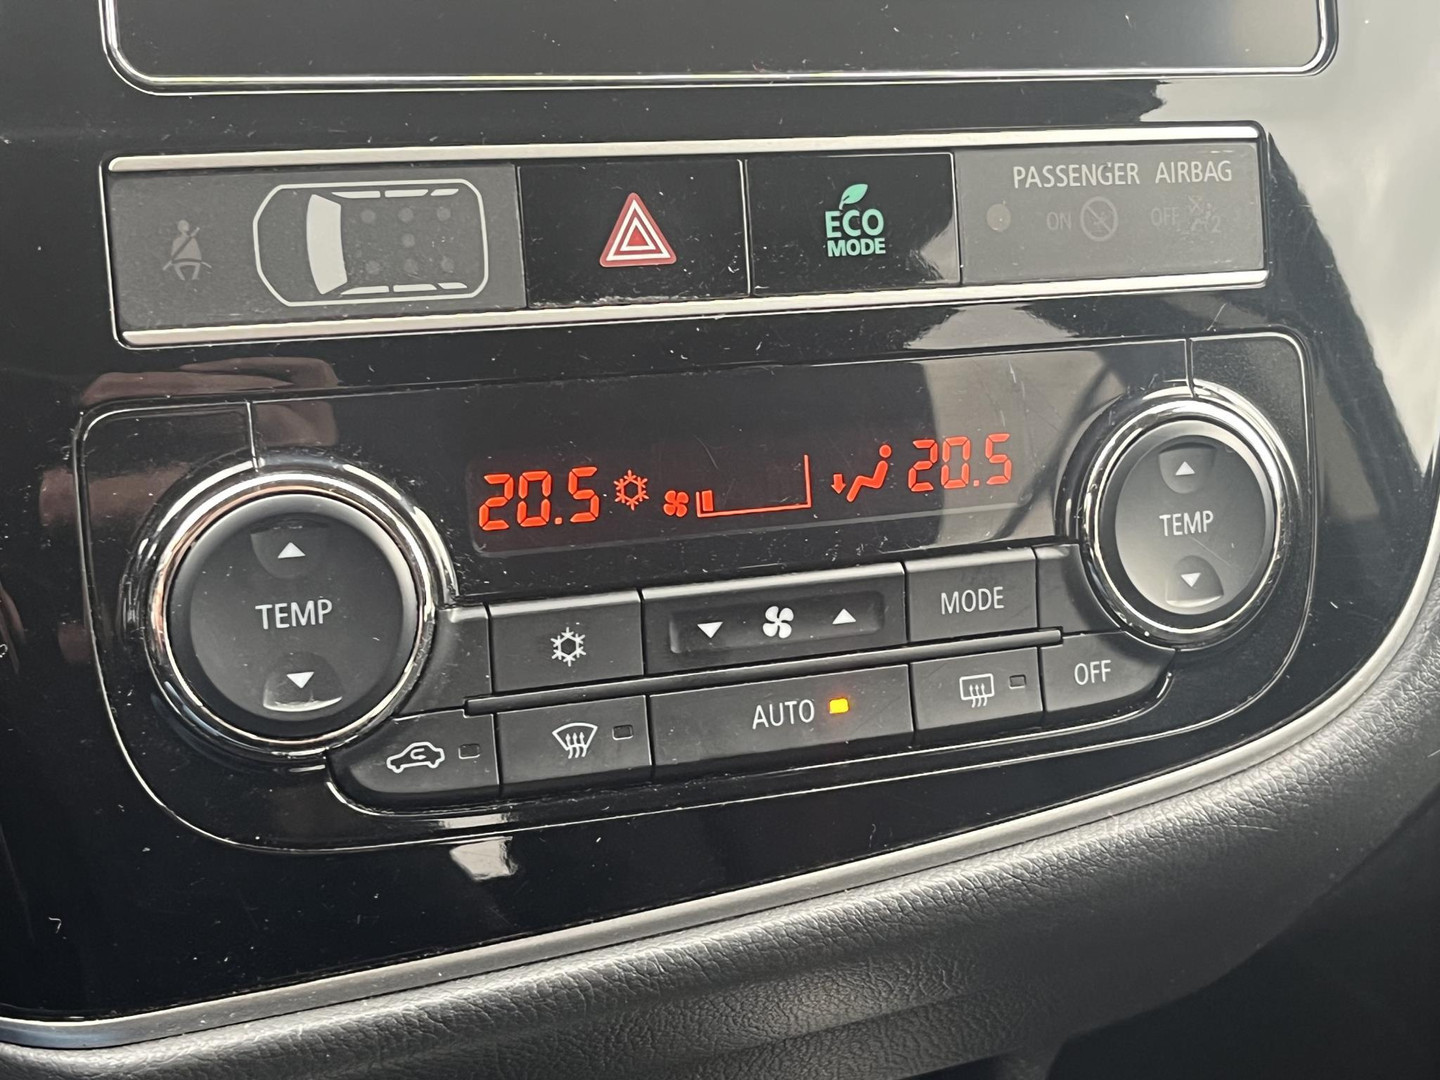 PASSENGER AIRBAG
ECO
MODE
ON
OFF
20.5
20.5
TEMP
TEMP
MODE
AUTO
OFF